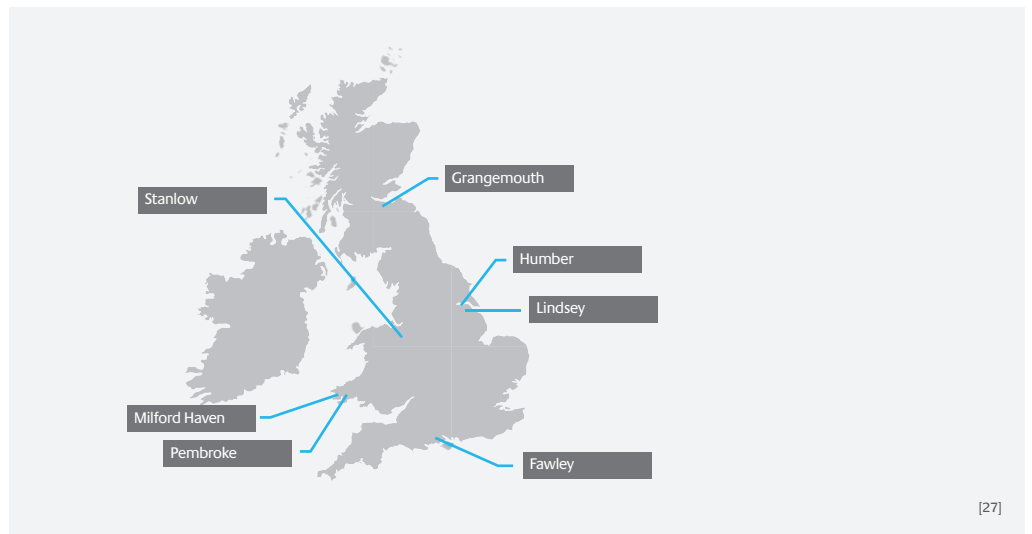 Grangemouth
Stanlow
Humber
Lindsey
Milford Haven
Pembroke
Fawley
[27]